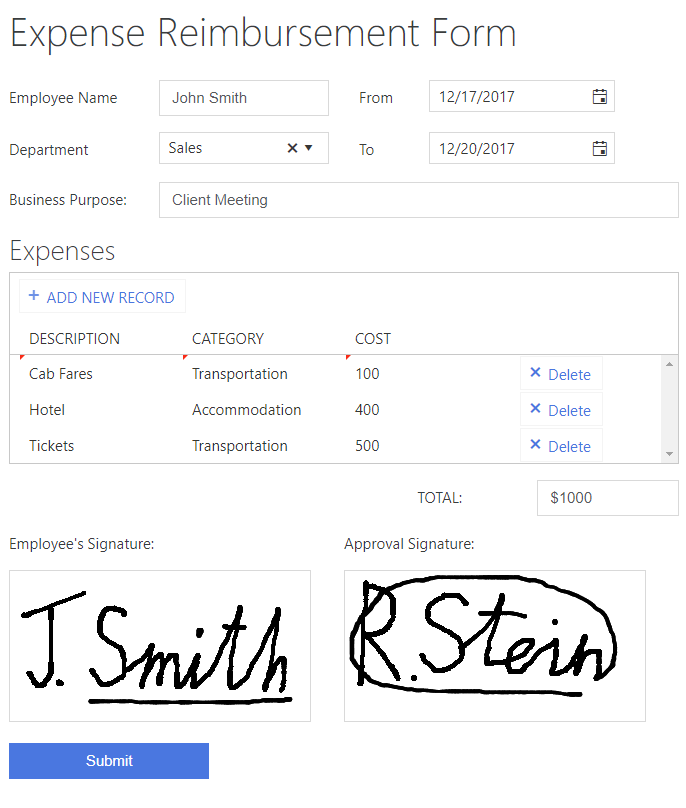 Expense Reimbursement Form
Employee Name John Smith From 12/17/2017
Department Sales To 12/20/2017
Business Purpose: Client Meeting
Expenses
+ ADD NEW RECORD
DESCRIPTION CATEGORY COST
Cab Fares Transportation 100 × Delete
Hotel Accommodation 400 × Delete
Tickets Transportation 500 × Delete
TOTAL: $1000
Employee's Signature: Approval Signature:
J. Smith R. Stein
Submit